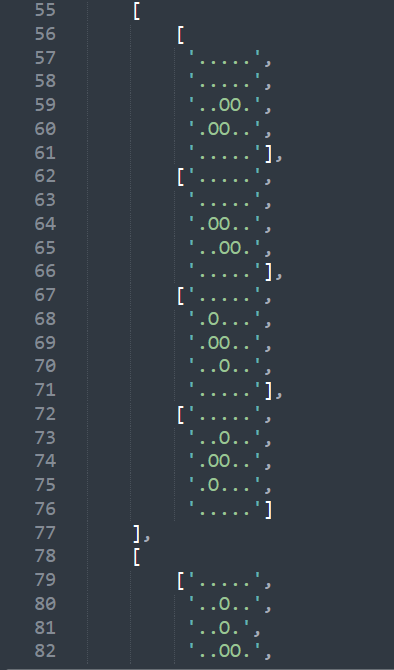 55 [
56 [
57 '.....',
58 '.....',
59 '..OO.',
60 '.OO..',
61 '.....'],
62 ['.....',
63 '.....',
64 '.OO..',
65 '..OO.',
66 '.....'],
67 ['.....',
68 '.O...',
69 '.OO..',
70 '..O..',
71 '.....'],
72 ['.....',
73 '..O..',
74 '.OO..',
75 '.O...',
76 '.....']
77 ],
78 [
79 ['.....',
80 '..O..',
81 '..O.',
82 '..OO.',